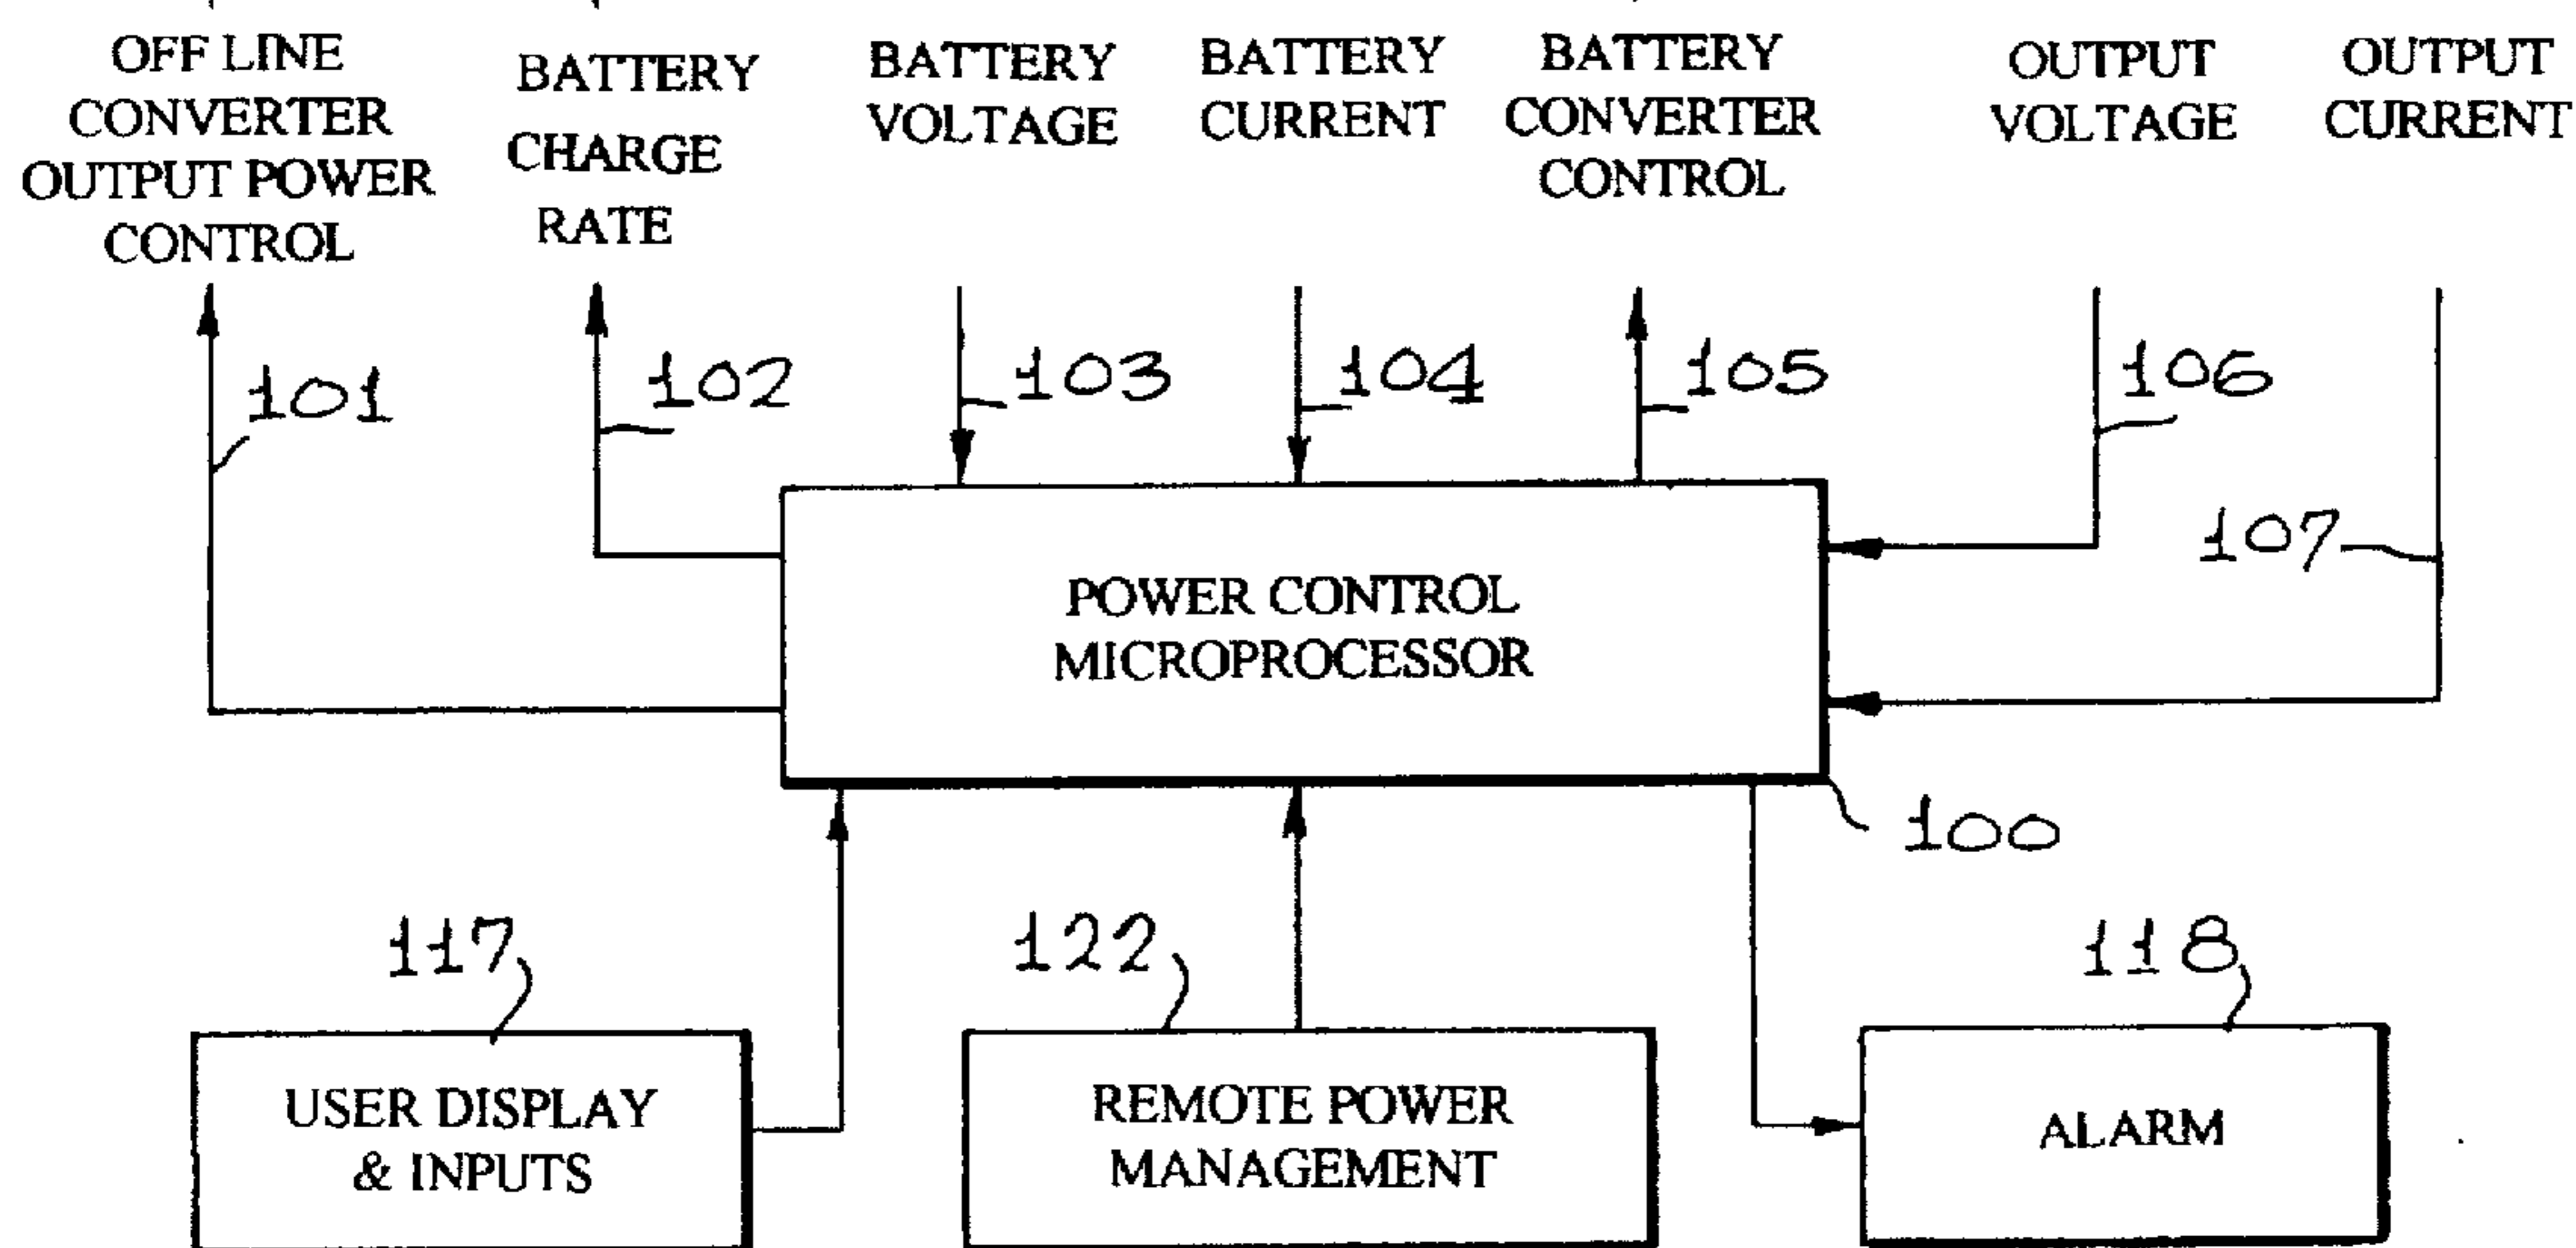 OFF LINE
CONVERTER
OUTPUT POWER
CONTROL
BATTERY
CHARGE
RATE
BATTERY
VOLTAGE
BATTERY
CURRENT
BATTERY
CONVERTER
CONTROL
OUTPUT
VOLTAGE
OUTPUT
CURRENT
101
102
103
104
105
106
107
POWER CONTROL
MICROPROCESSOR
100
117
122
118
USER DISPLAY
& INPUTS
REMOTE POWER
MANAGEMENT
ALARM